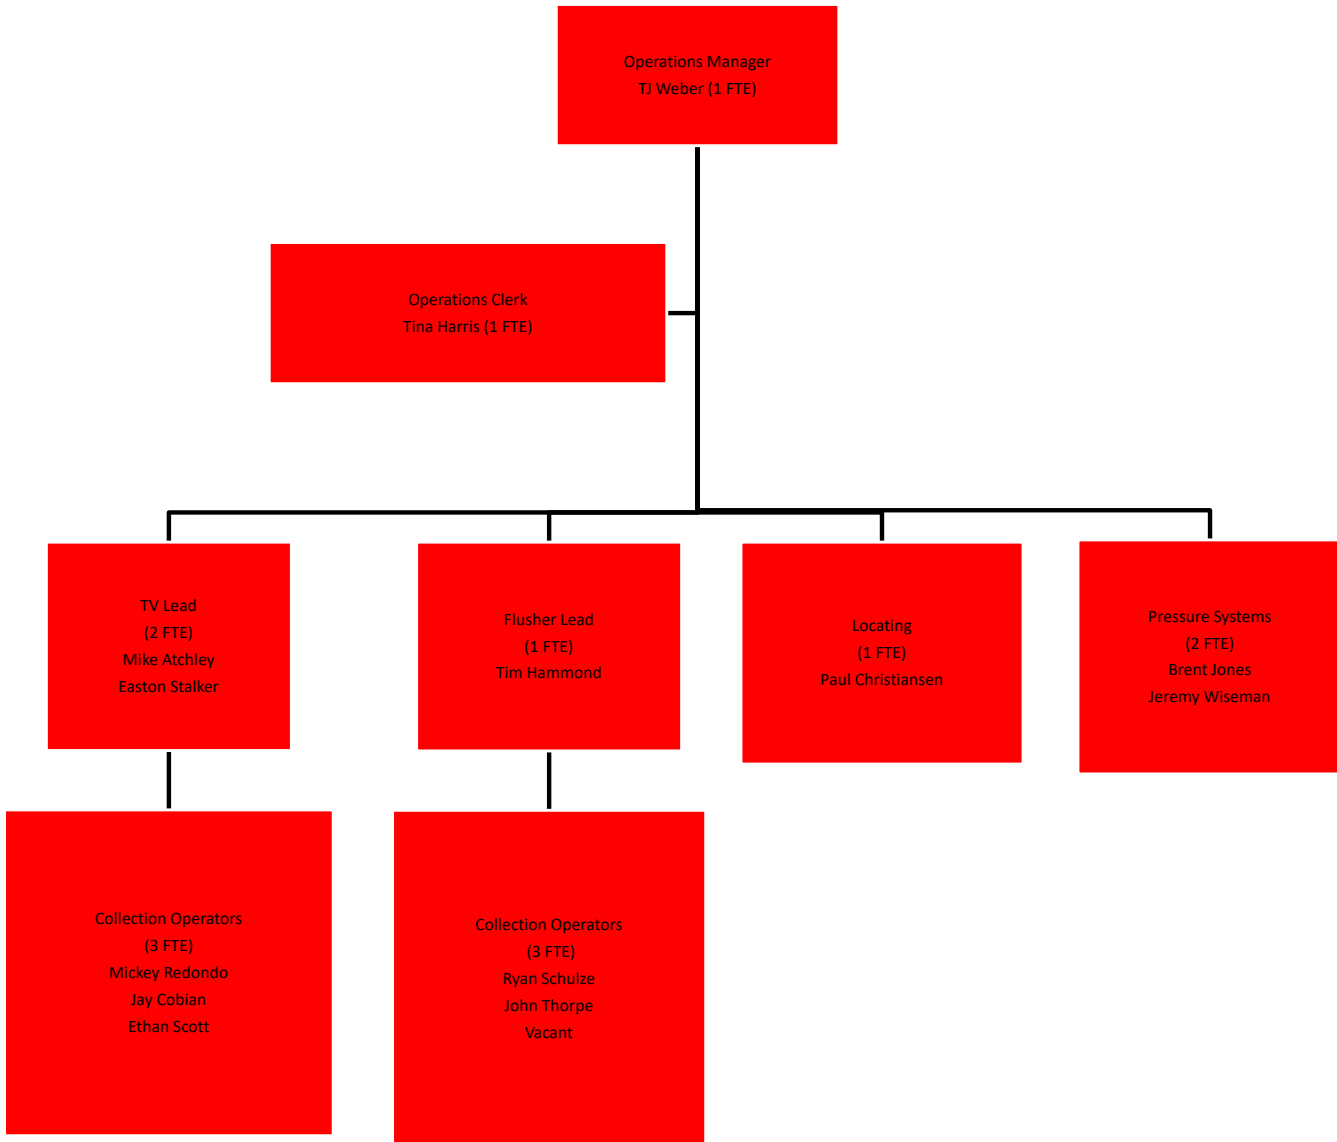 Operations Manager
TJ Weber (1 FTE)
Operations Clerk
Tina Harris (1 FTE)
TV Lead
(2 FTE)
Mike Atchley
Easton Stalker
Flusher Lead
(1 FTE)
Tim Hammond
Locating
(1 FTE)
Paul Christiansen
Pressure Systems
(2 FTE)
Brent Jones
Jeremy Wiseman
Collection Operators
(3 FTE)
Mickey Redondo
Jay Cobian
Ethan Scott
Collection Operators
(3 FTE)
Ryan Schulze
John Thorpe
Vacant